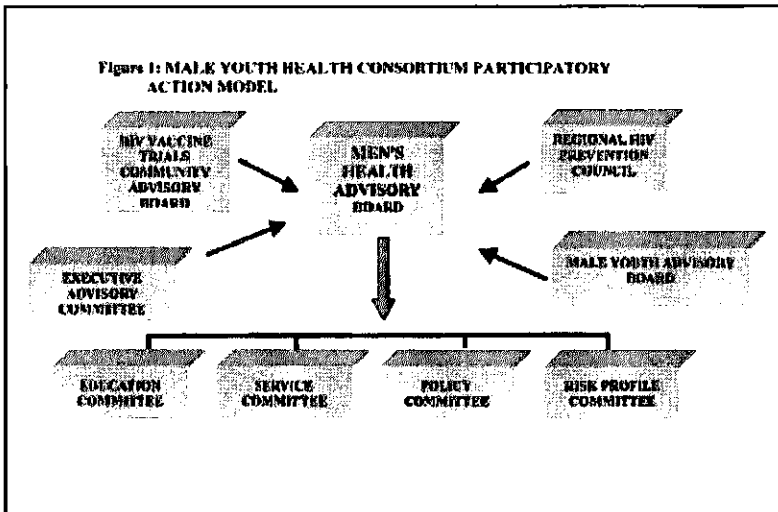 Figure 1: MALE YOUTH HEALTH CONSORTIUM PARTICIPATORY
ACTION MODEL
HIV VACCINE
TRIALS
COMMUNITY
ADVISORY
BOARD
MEN'S
HEALTH
ADVISORY
BOARD
REGIONAL HIV
PREVENTION
COUNCIL
EXECUTIVE
ADVISORY
COMMITTEE
MALE YOUTH ADVISORY
BOARD
EDUCATION
COMMITTEE
SERVICE
COMMITTEE
POLICY
COMMITTEE
RISK PROFILE
COMMITTEE